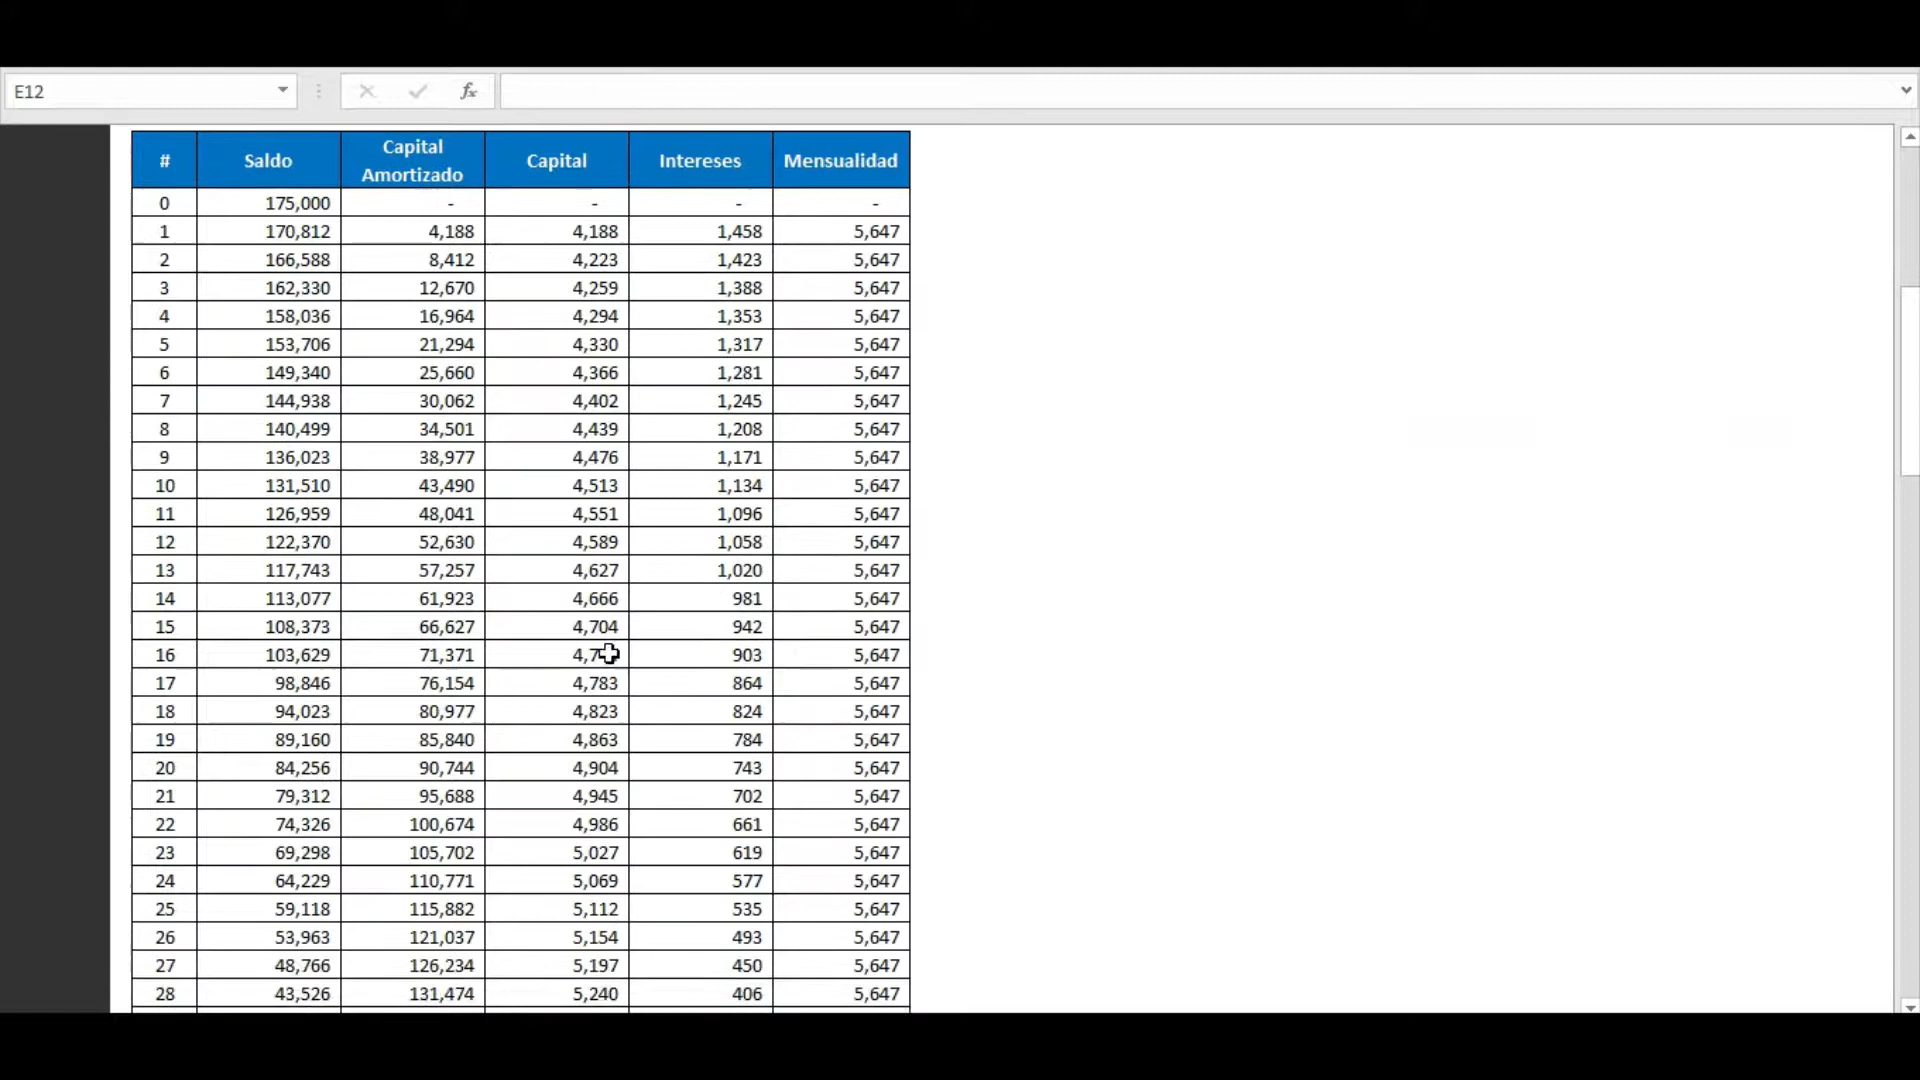 E12
fx
# Saldo Capital Amortizado Capital Intereses Mensualidad
0 175,000 - - - -
1 170,812 4,188 4,188 1,458 5,647
2 166,588 8,412 4,223 1,423 5,647
3 162,330 12,670 4,259 1,388 5,647
4 158,036 16,964 4,294 1,353 5,647
5 153,706 21,294 4,330 1,317 5,647
6 149,340 25,660 4,366 1,281 5,647
7 144,938 30,062 4,402 1,245 5,647
8 140,499 34,501 4,439 1,208 5,647
9 136,023 38,977 4,476 1,171 5,647
10 131,510 43,490 4,513 1,134 5,647
11 126,959 48,041 4,551 1,096 5,647
12 122,370 52,630 4,589 1,058 5,647
13 117,743 57,257 4,627 1,020 5,647
14 113,077 61,923 4,666 981 5,647
15 108,373 66,627 4,704 942 5,647
16 103,629 71,371 903 5,647
17 98,846 76,154 4,783 864 5,647
18 94,023 80,977 4,823 824 5,647
19 89,160 85,840 4,863 784 5,647
20 84,256 90,744 4,904 743 5,647
21 79,312 95,688 4,945 702 5,647
22 74,326 100,674 4,986 661 5,647
23 69,298 105,702 5,027 619 5,647
24 64,229 110,771 5,069 577 5,647
25 59,118 115,882 5,112 535 5,647
26 53,963 121,037 5,154 493 5,647
27 48,766 126,234 5,197 450 5,647
28 43,526 131,474 5,240 406 5,647